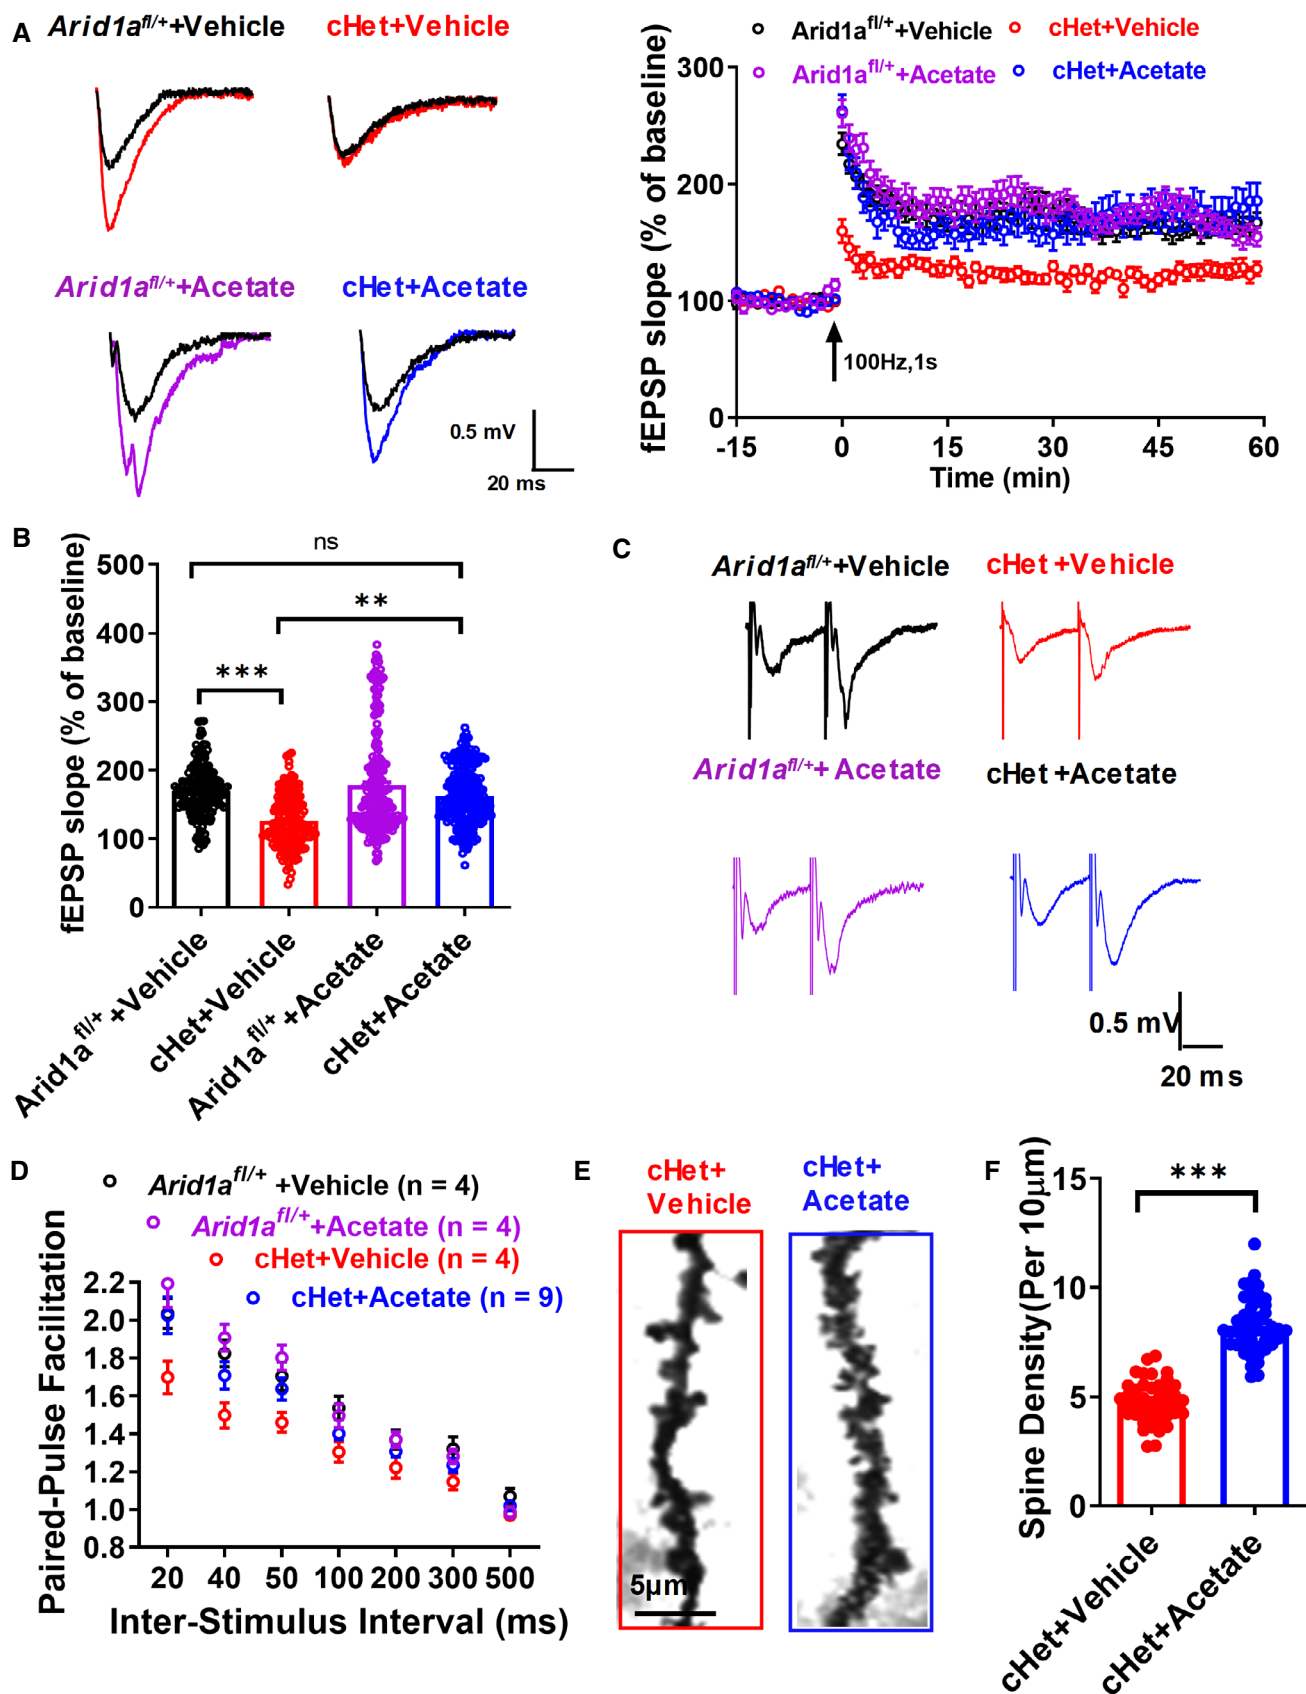 A
Arid1afl/++Vehicle
cHet+Vehicle
Arid1afl/++Acetate
cHet+Acetate
0.5 mV
20 ms
Arid1afl/++Vehicle
cHet+Vehicle
Arid1afl/++Acetate
cHet+Acetate
fEPSP slope (% of baseline)
300
200
100
0
100Hz,1s
-15 0 15 30 45 60
Time (min)
B
fEPSP slope (% of baseline)
500
400
300
200
100
0
ns
**
***
Arid1afl/+ +Vehicle
cHet+Vehicle
Arid1afl/+ +Acetate
cHet+Acetate
C
Arid1afl/++Vehicle
cHet +Vehicle
Arid1afl/++ Acetate
cHet +Acetate
0.5 mV
20 ms
D
Arid1afl/+ +Vehicle (n = 4)
Arid1afl/++Acetate (n = 4)
cHet+Vehicle (n = 4)
cHet+Acetate (n = 9)
Paired-Pulse Facilitation
2.2
2.0
1.8
1.6
1.4
1.2
1.0
0.8
20 40 50 100 200 300 500
Inter-Stimulus Interval (ms)
E
cHet+
Vehicle
cHet+
Acetate
5μm
F
Spine Density(Per 10μm)
15
10
5
0
***
cHet+Vehicle
cHet+Acetate